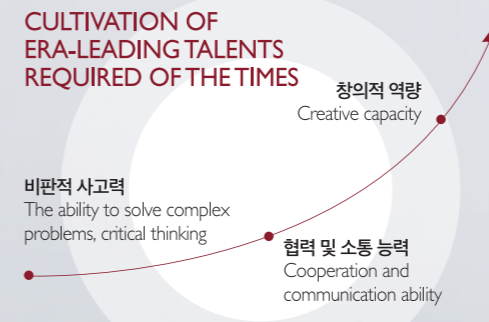 CULTIVATION OF
ERA-LEADING TALENTS
REQUIRED OF THE TIMES
창의적 역량
Creative capacity
비판적 사고력
The ability to solve complex
problems, critical thinking
협력 및 소통 능력
Cooperation and
communication ability